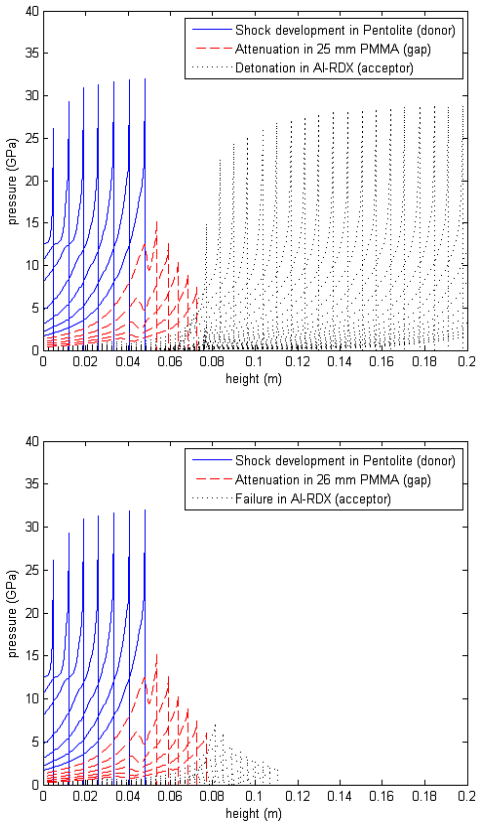 40
35
30
25
20
15
10
5
0
pressure (GPa)
Shock development in Pentolite (donor)
Attenuation in 25 mm PMMA (gap)
Detonation in Al-RDX (acceptor)
0 0.02 0.04 0.06 0.08 0.1 0.12 0.14 0.16 0.18 0.2
height (m)
40
35
30
25
20
15
10
5
0
pressure (GPa)
Shock development in Pentolite (donor)
Attenuation in 26 mm PMMA (gap)
Failure in Al-RDX (acceptor)
0 0.02 0.04 0.06 0.08 0.1 0.12 0.14 0.16 0.18 0.2
height (m)